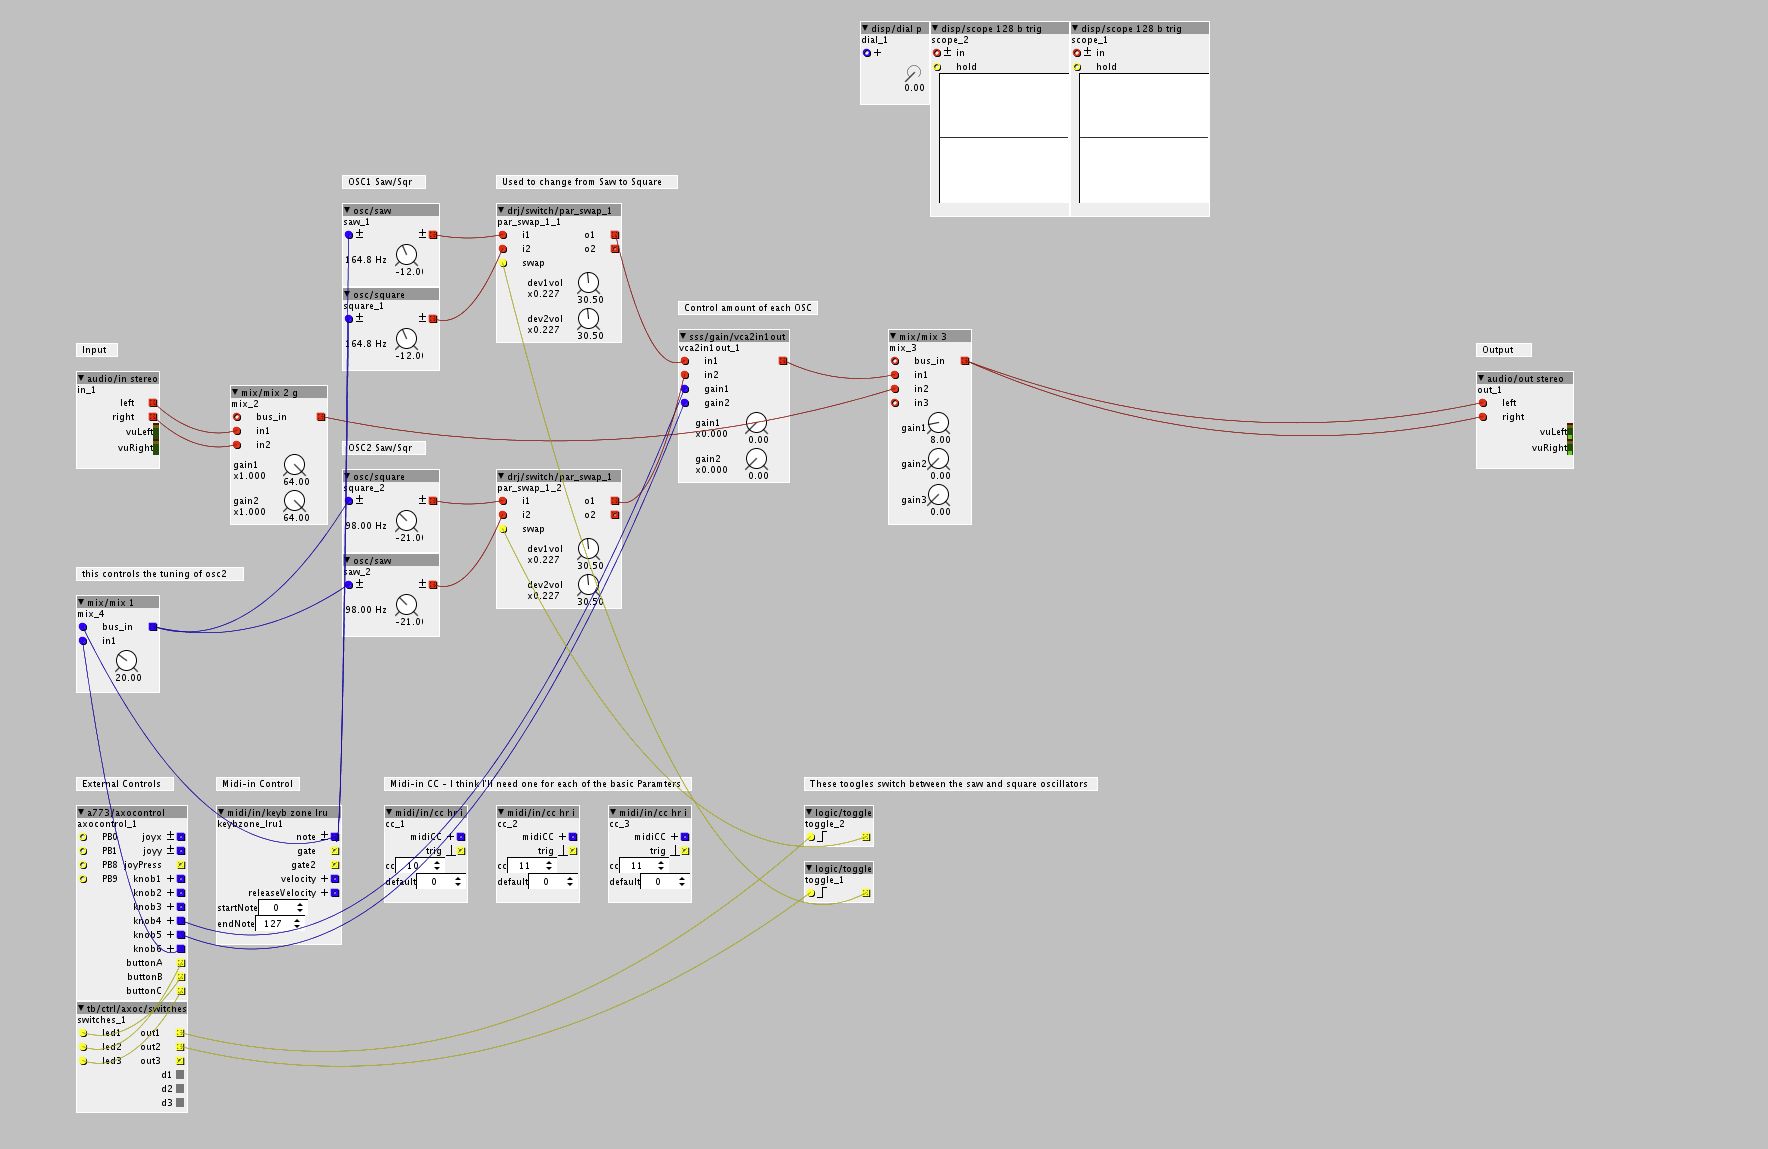 disp/dial p
dial_1
+
0.00
disp/scope 128 b trig
scope_2
± in
hold
disp/scope 128 b trig
scope_1
± in
hold
OSC1 Saw/Sqr
osc/saw
saw_1
± ±
164.8 Hz
-12.0
osc/square
square_1
± ±
164.8 Hz
-12.0
Used to change from Saw to Square
drj/switch/par_swap_1
par_swap_1_1
i1 o1
i2 o2
swap
dev1vol
x0.227
30.50
dev2vol
x0.227
30.50
Control amount of each OSC
sss/gain/vca2in1out
vca2in1out_1
in1
in2
gain1
gain2
gain1
x0.000
0.00
gain2
x0.000
0.00
mix/mix 3
mix_3
bus_in
in1
in2
in3
gain1
8.00
gain2
0.00
gain3
0.00
Output
audio/out stereo
out_1
left
right
vuLeft
vuRight
Input
audio/in stereo
in_1
left
right
vuLeft
vuRight
mix/mix 2 g
mix_2
bus_in
in1
in2
gain1
x1.000
64.00
gain2
x1.000
64.00
OSC2 Saw/Sqr
osc/square
square_2
± ±
98.00 Hz
-21.0
osc/saw
saw_2
± ±
98.00 Hz
-21.0
drj/switch/par_swap_1
par_swap_1_2
i1 o1
i2 o2
swap
dev1vol
x0.227
30.50
dev2vol
x0.227
30.50
this controls the tuning of osc2
mix/mix 1
mix_4
bus_in
in1
20.00
External Controls
a773/axocontrol
axocontrol_1
PB0 joyx ±
PB1 joyy ±
PB8 joyPress
PB9 knob1 +
knob2 +
knob3 +
knob4 +
knob5 +
knob6 +
buttonA
buttonB
buttonC
tb/ctrl/axoc/switches
switches_1
led1 out1
led2 out2
led3 out3
d1
d2
d3
Midi-in Control
midi/in/keyb zone lru
keybzone_lru1
note ±
gate
gate2
velocity +
releaseVelocity +
startNote 0
endNote 127
Midi-in CC - I think I'll need one for each of the basic Paramters
midi/in/cc hr i
cc_1
midiCC +
trig
cc 10
default 0
midi/in/cc hr i
cc_2
midiCC +
trig
cc 11
default 0
midi/in/cc hr i
cc_3
midiCC +
trig
cc 11
default 0
These toogles switch between the saw and square oscillators
logic/toggle
toggle_2
logic/toggle
toggle_1